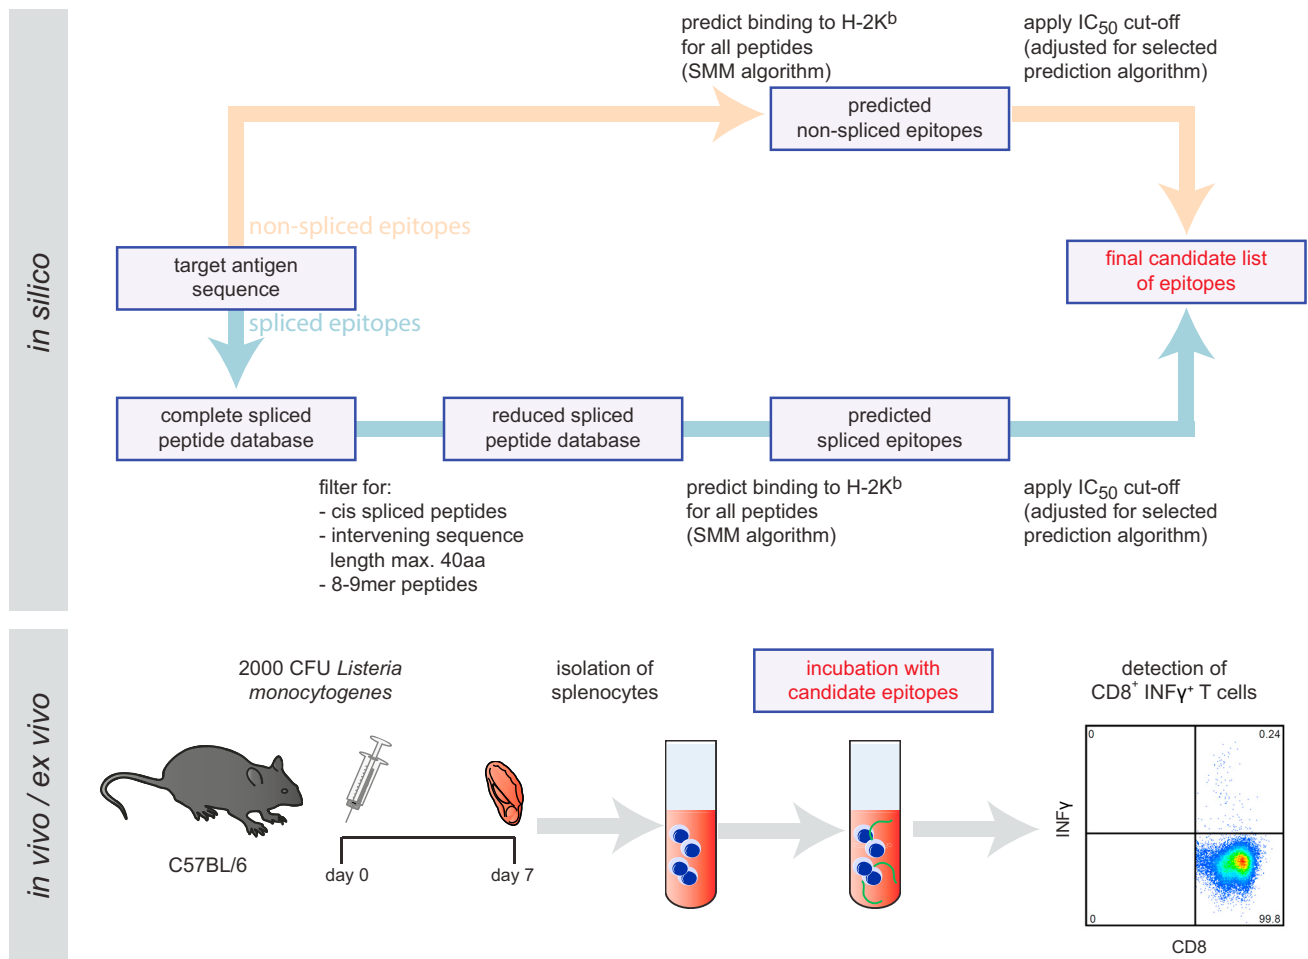 in silico
predict binding to H-2Kb
for all peptides
(SMM algorithm)
apply IC50 cut-off
(adjusted for selected
prediction algorithm)
predicted
non-spliced epitopes
non-spliced epitopes
target antigen
sequence
final candidate list
of epitopes
spliced epitopes
complete spliced
peptide database
reduced spliced
peptide database
predicted
spliced epitopes
filter for:
- cis spliced peptides
- intervening sequence
length max. 40aa
- 8-9mer peptides
predict binding to H-2Kb
for all peptides
(SMM algorithm)
apply IC50 cut-off
(adjusted for selected
prediction algorithm)
in vivo / ex vivo
2000 CFU Listeria
monocytogenes
isolation of
splenocytes
incubation with
candidate epitopes
detection of
CD8+ INFγ+ T cells
C57BL/6
day 0
day 7
0
0.24
INFγ
0
99.8
CD8